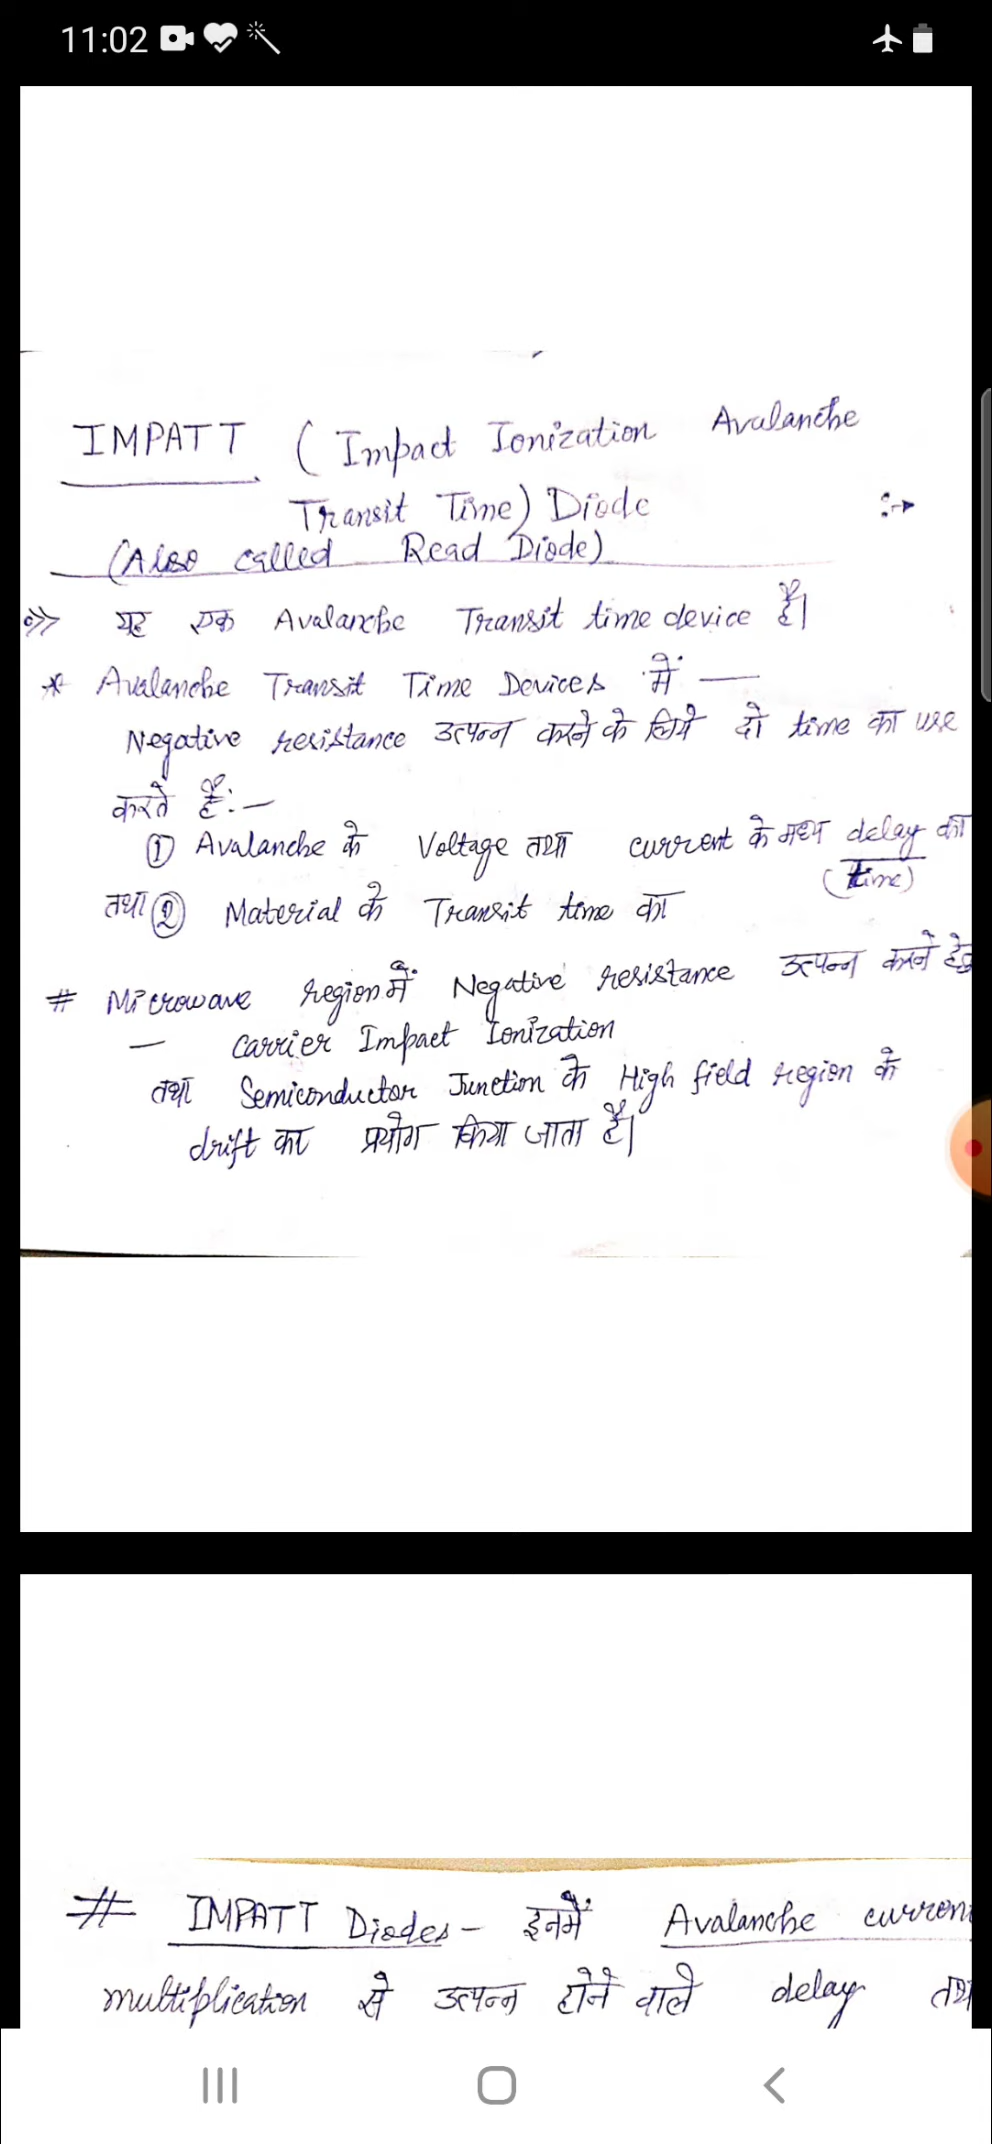 11:02
IMPATT (Impact Ionization Avalanche
Transit Time) Diode :→
(Also called Read Diode)
यह एक Avalanche Transit time device है।
* Avalanche Transit Time Devices में —
Negative resistance उत्पन्न करने के लिये दो time का use
करते हैं:—
① Avalanche के Voltage तथा current के मध्य delay का
(time)
तथा ② Material के Transit time का
# Microwave region में Negative resistance उत्पन्न करने हेतु
— Carrier Impact Ionization
तथा Semiconductor Junction के High field region के
drift का प्रयोग किया जाता है।
# IMPATT Diodes - इनमें Avalanche curren
multiplication से उत्पन्न होने वाले delay तथा